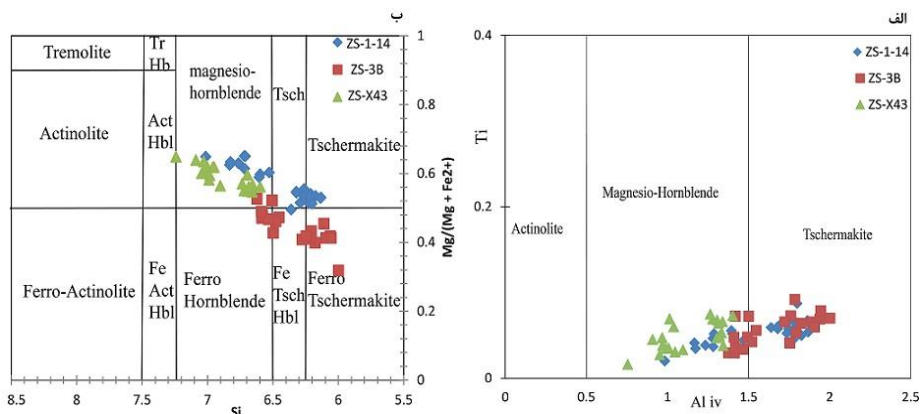 ب
Tremolite
Tr
Hb
magnesio-
hornblende
Tsch
ZS-1-14
ZS-3B
ZS-X43
Actinolite
Act
Hbl
Tschermakite
Ferro-Actinolite
Fe
Act
Hbl
Ferro
Hornblende
Fe
Tsch
Hbl
Ferro
Tschermakite
1
0.8
0.6
0.4
0.2
0
Mg/(Mg + Fe2+)
8.5
7.5
7
6.5
6
5.5
Si
الف
0.4
0.2
0
Ti
ZS-1-14
ZS-3B
ZS-X43
Actinolite
Magnesio-Hornblende
Tschermakite
0
0.5
1
1.5
2
2.5
Al iv